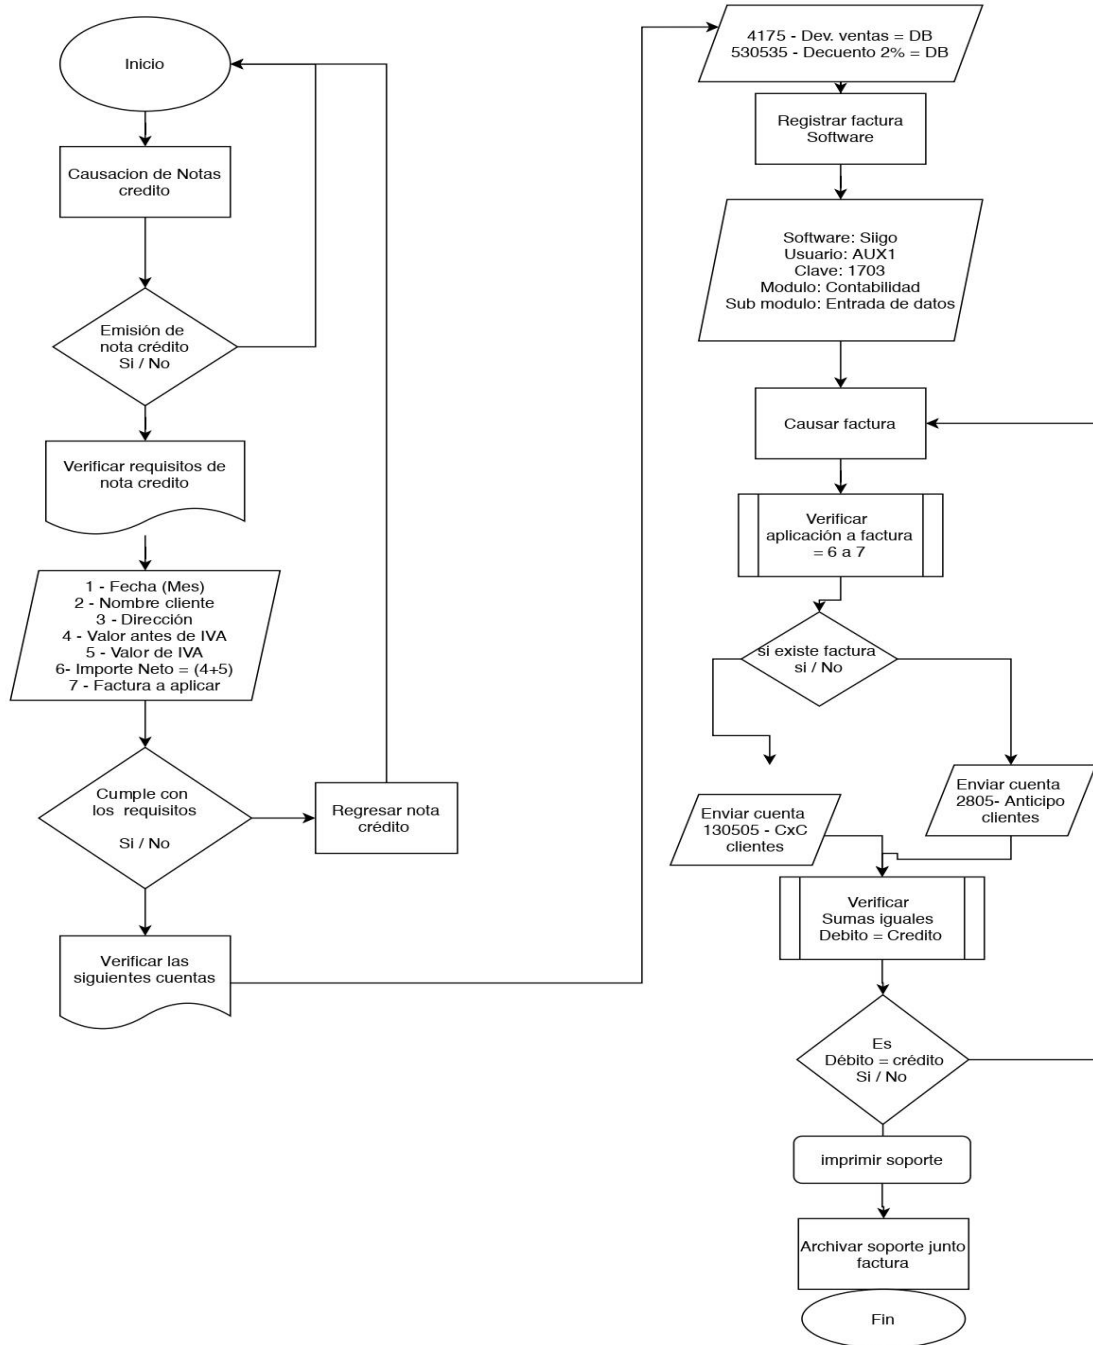 Inicio
Causacion de Notas
credito
Emisión de
nota crédito
Si / No
Verificar requisitos de
nota credito
1 - Fecha (Mes)
2 - Nombre cliente
3 - Dirección
4 - Valor antes de IVA
5 - Valor de IVA
6- Importe Neto = (4+5)
7 - Factura a aplicar
Cumple con
los requisitos
Si / No
Regresar nota
crédito
Verificar las
siguientes cuentas
4175 - Dev. ventas = DB
530535 - Decuento 2% = DB
Registrar factura
Software
Software: Siigo
Usuario: AUX1
Clave: 1703
Modulo: Contabilidad
Sub modulo: Entrada de datos
Causar factura
Verificar
aplicación a factura
= 6 a 7
si existe factura
si / No
Enviar cuenta
130505 - CxC
clientes
Enviar cuenta
2805- Anticipo
clientes
Verificar
Sumas iguales
Debito = Credito
Es
Débito = crédito
Si / No
imprimir soporte
Archivar soporte junto
factura
Fin